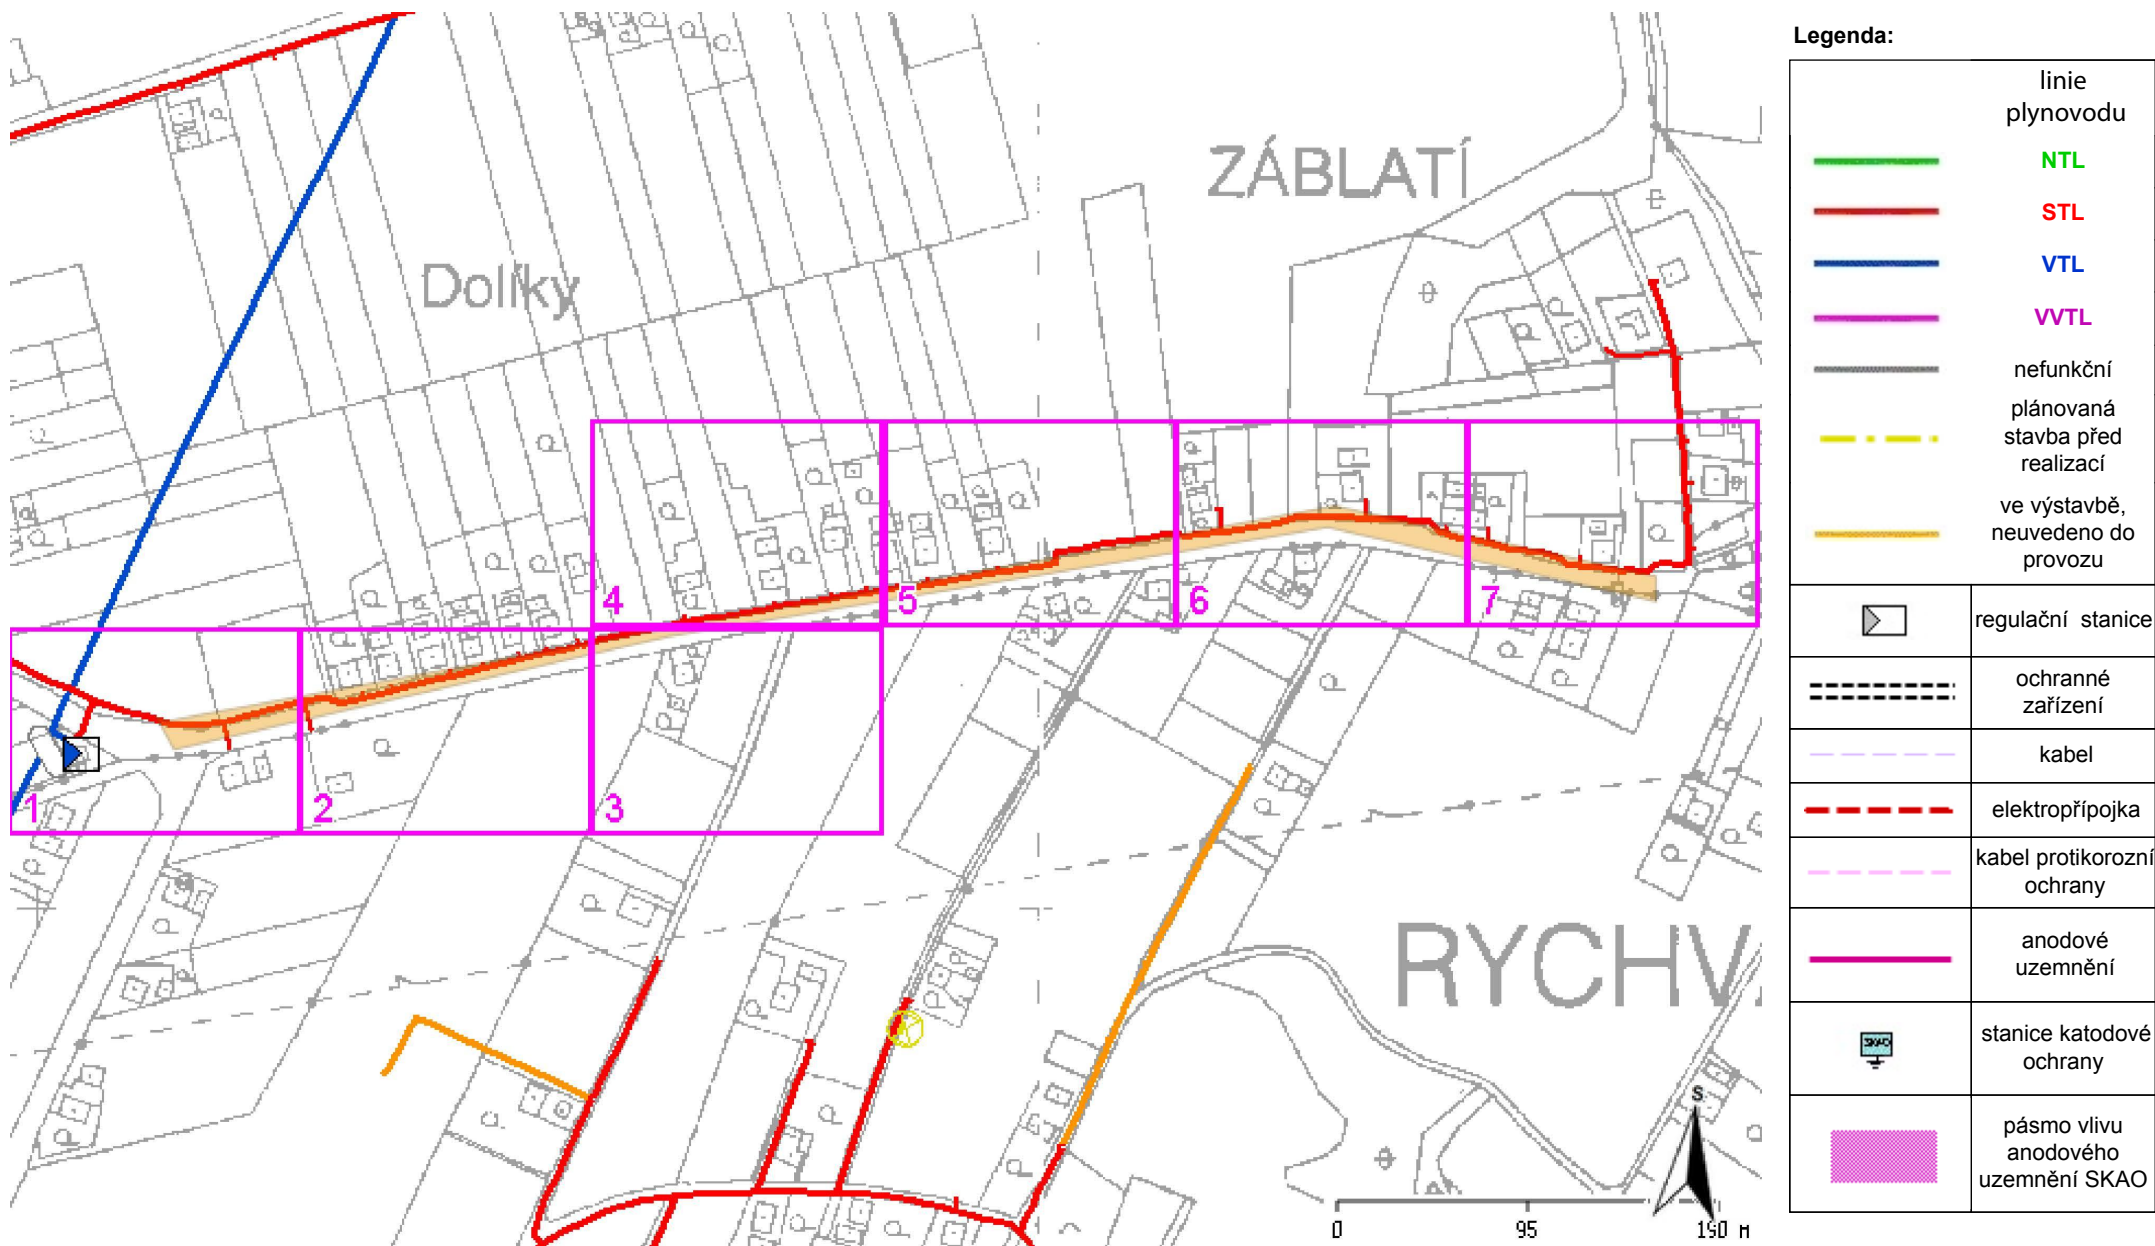 ZÁBLATÍ
Dolíky
4
5
6
7
1
2
3
RYCHV
S
0 95 190 M
Legenda:
linie
plynovodu
NTL
STL
VTL
VVTL
nefunkční
plánovaná
stavba před
realizací
ve výstavbě,
neuvedeno do
provozu
regulační stanice
ochranné
zařízení
kabel
elektropřípojka
kabel protikorozní
ochrany
anodové
uzemnění
SKAO
stanice katodové
ochrany
pásmo vlivu
anodového
uzemnění SKAO